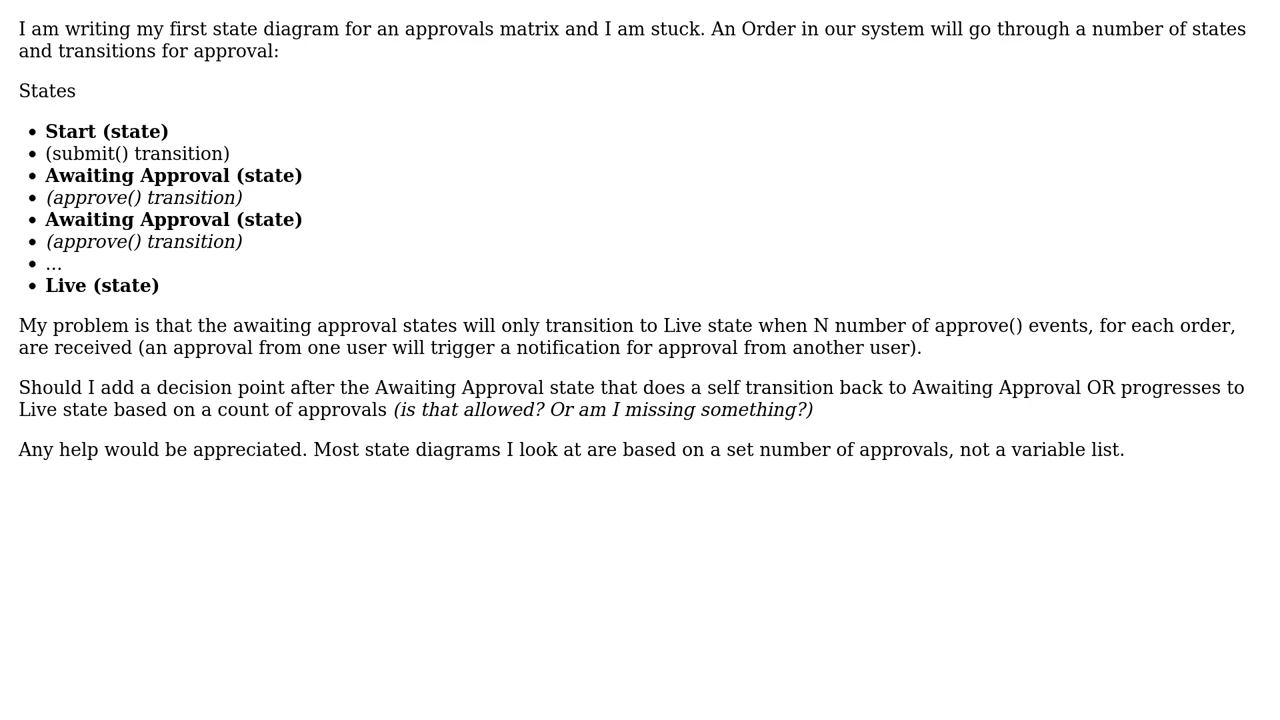 I am writing my first state diagram for an approvals matrix and I am stuck. An Order in our system will go through a number of states
and transitions for approval:
States
• Start (state)
• (submit() transition)
• Awaiting Approval (state)
• (approve() transition)
• Awaiting Approval (state)
• (approve() transition)
• ...
• Live (state)
My problem is that the awaiting approval states will only transition to Live state when N number of approve() events, for each order,
are received (an approval from one user will trigger a notification for approval from another user).
Should I add a decision point after the Awaiting Approval state that does a self transition back to Awaiting Approval OR progresses to
Live state based on a count of approvals (is that allowed? Or am I missing something?)
Any help would be appreciated. Most state diagrams I look at are based on a set number of approvals, not a variable list.